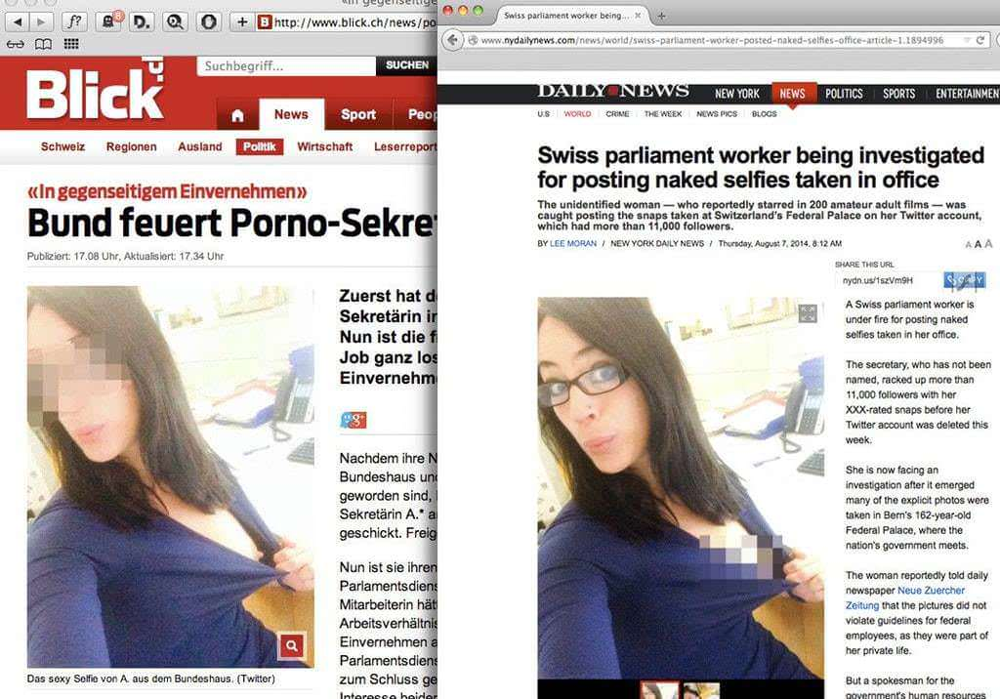 «In gegenseitigem
http://www.blick.ch/news/po
Blick
Suchbegriff...
SUCHEN
News
Sport
Schweiz
Regionen
Ausland
Politik
Wirtschaft
Leserreport
«In gegenseitigem Einvernehmen»
Bund feuert Porno-Sekre
Publiziert: 17.08 Uhr, Aktualisiert: 17.34 Uhr
Zuerst hat
Sekretärin
Nun ist die
Job ganz
Einvernehm
Nachdem ihre N
Bundeshaus
geworden sind,
Sekretärin A.*
geschickt.
Nun ist sie ihren
Parlamentsdiens
Mitarbeiterin
Arbeitsverhältnis
Einvernehmen
Parlamentsdiens
zum Schluss
Interesse
Das sexy Selfie von A. aus dem Bundeshaus. (Twitter)
Swiss parliament worker being...
www.nydailynews.com/news/world/swiss-parliament-worker-posted-naked-selfies-office-article-1.1894996
DAILY NEWS
NEW YORK
NEWS
POLITICS
SPORTS
ENTERTAINMEN
U.S
WORLD
CRIME
THE WEEK
NEWS PICS
BLOGS
Swiss parliament worker being investigated
for posting naked selfies taken in office
The unidentified woman — who reportedly starred in 200 amateur adult films — was
caught posting the snaps taken at Switzerland's Federal Palace on her Twitter account,
which had more than 11,000 followers.
BY LEE MORAN / NEW YORK DAILY NEWS / Thursday, August 7, 2014, 8:12 AM
A A A
SHARE THIS URL
nydn.us/1szVm9H
COPY
A Swiss parliament worker is
under fire for posting naked
selfies taken in her office.
The secretary, who has not been
named, racked up more than
11,000 followers with her
XXX-rated snaps before her
Twitter account was deleted this
week.
She is now facing an
investigation after it emerged
many of the explicit photos were
taken in Bern's 162-year-old
Federal Palace, where the
nation's government meets.
The woman reportedly told daily
newspaper Neue Zuercher
Zeitung that the pictures did not
violate guidelines for federal
employees, as they were part of
her private life.
But a spokesman for the
government's human resources